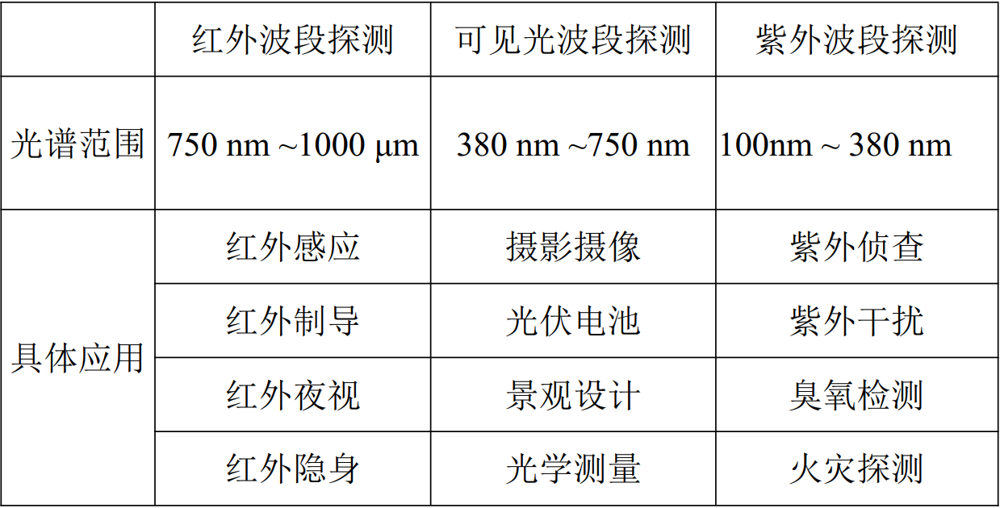 红外波段探测 可见光波段探测 紫外波段探测
光谱范围 750 nm ~1000 μm 380 nm ~750 nm 100nm ~ 380 nm
具体应用
红外感应 摄影摄像 紫外侦查
红外制导 光伏电池 紫外干扰
红外夜视 景观设计 臭氧检测
红外隐身 光学测量 火灾探测